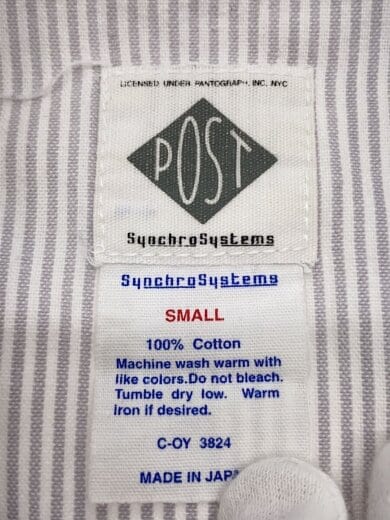 LICENSED UNDER PANTOGRAPH, INC. NYC
POST
SynchroSystems
SynchroSystems
SMALL
100% Cotton
Machine wash warm with
like colors.Do not bleach.
Tumble dry low. Warm
iron if desired.
C-OY 3824
MADE IN